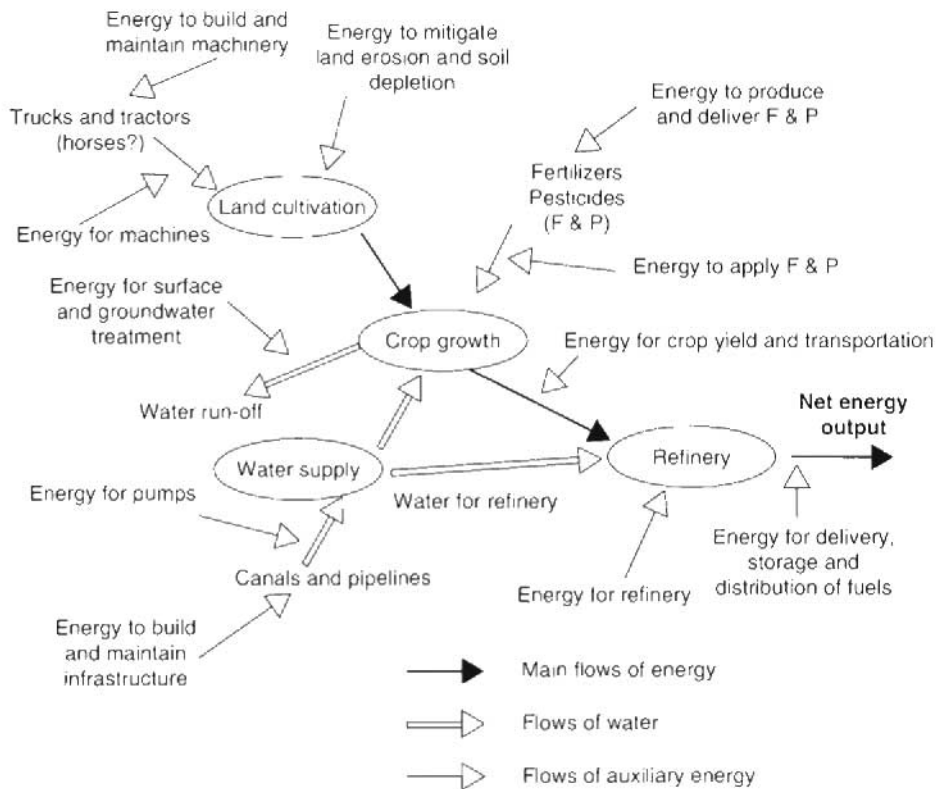 Energy to build and
maintain machinery
Energy to mitigate
land erosion and soil
depletion
Energy to produce
and deliver F & P
Trucks and tractors
(horses?)
Fertilizers
Pesticides
(F & P)
Land cultivation
Energy for machines
Energy to apply F & P
Energy for surface
and groundwater
treatment
Crop growth
Energy for crop yield and transportation
Water run-off
Net energy
output
Water supply
Refinery
Energy for pumps
Water for refinery
Energy for delivery,
storage and
distribution of fuels
Canals and pipelines
Energy for refinery
Energy to build
and maintain
infrastructure
Main flows of energy
Flows of water
Flows of auxiliary energy